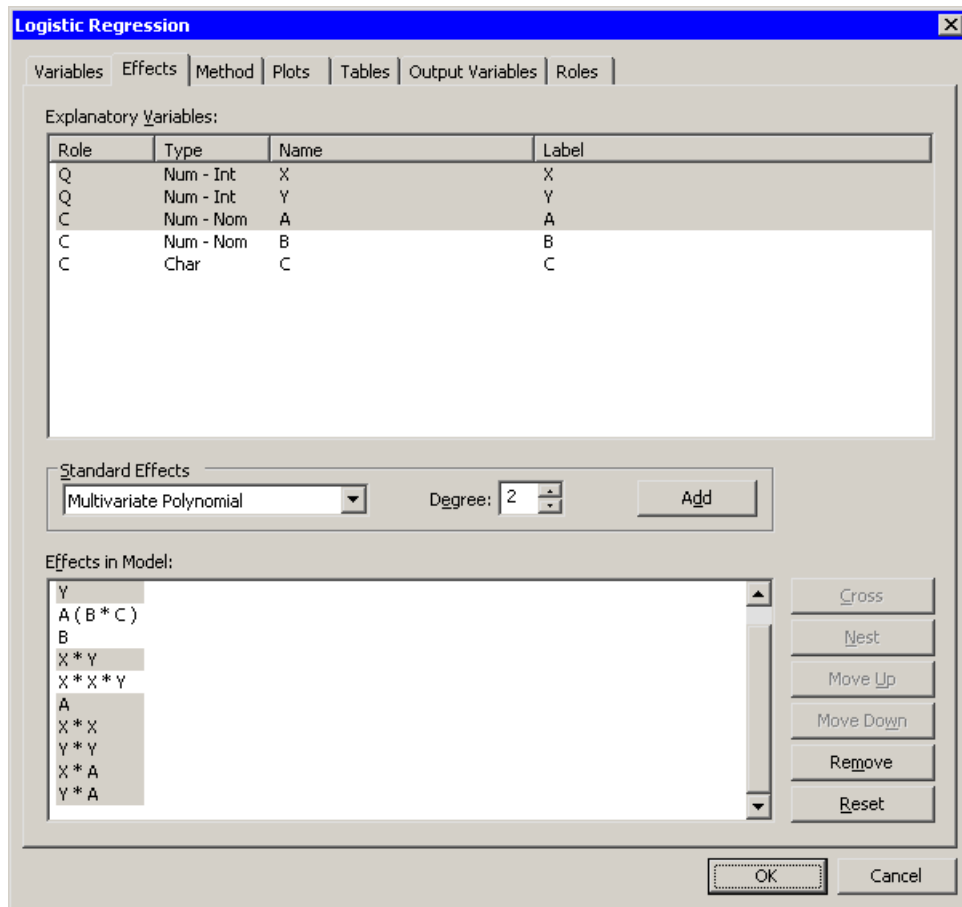 Logistic Regression
Variables Effects Method Plots Tables Output Variables Roles
Explanatory Variables:
Role Type Name Label
Q Num - Int X X
Q Num - Int Y Y
C Num - Nom A A
C Num - Nom B B
C Char C C
Standard Effects
Multivariate Polynomial Degree: 2 Add
Effects in Model:
Y
A ( B * C )
B
X * Y
X * X * Y
A
X * X
Y * Y
X * A
Y * A
Cross
Nest
Move Up
Move Down
Remove
Reset
OK Cancel